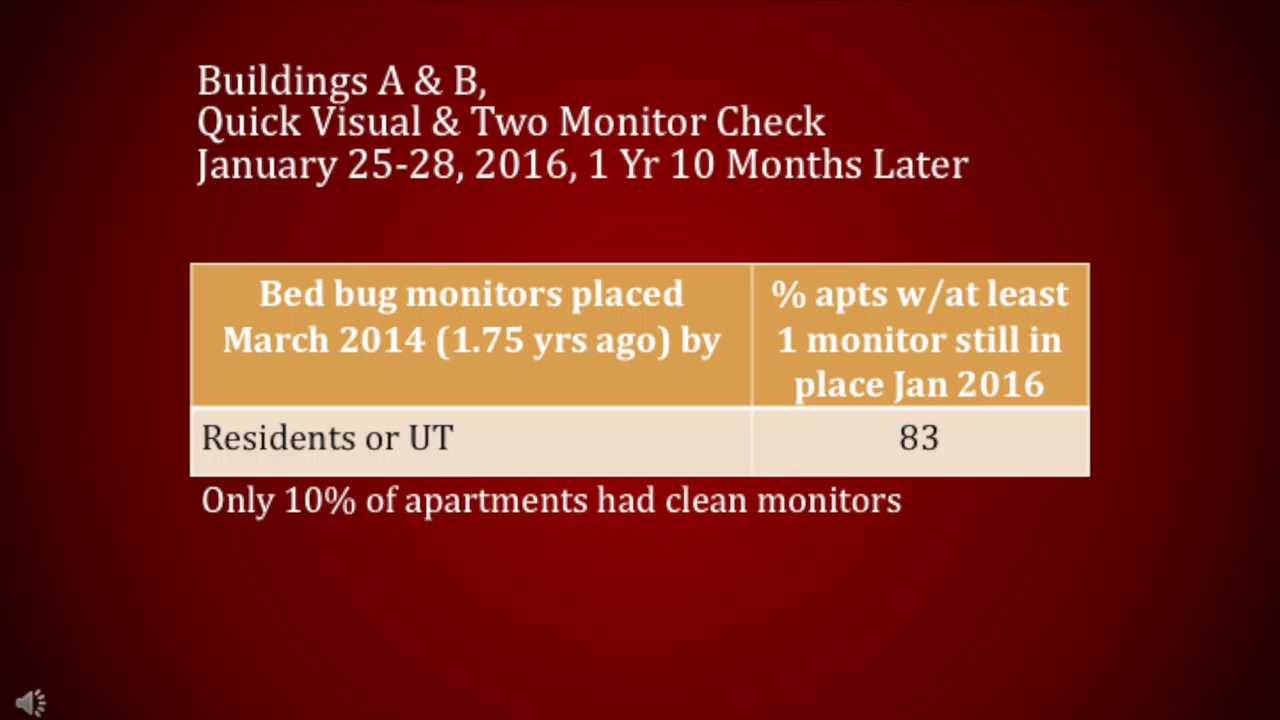 Buildings A & B,
Quick Visual & Two Monitor Check
January 25-28, 2016, 1 Yr 10 Months Later
Bed bug monitors placed
March 2014 (1.75 yrs ago) by
% apts w/at least
1 monitor still in
place Jan 2016
Residents or UT
83
Only 10% of apartments had clean monitors